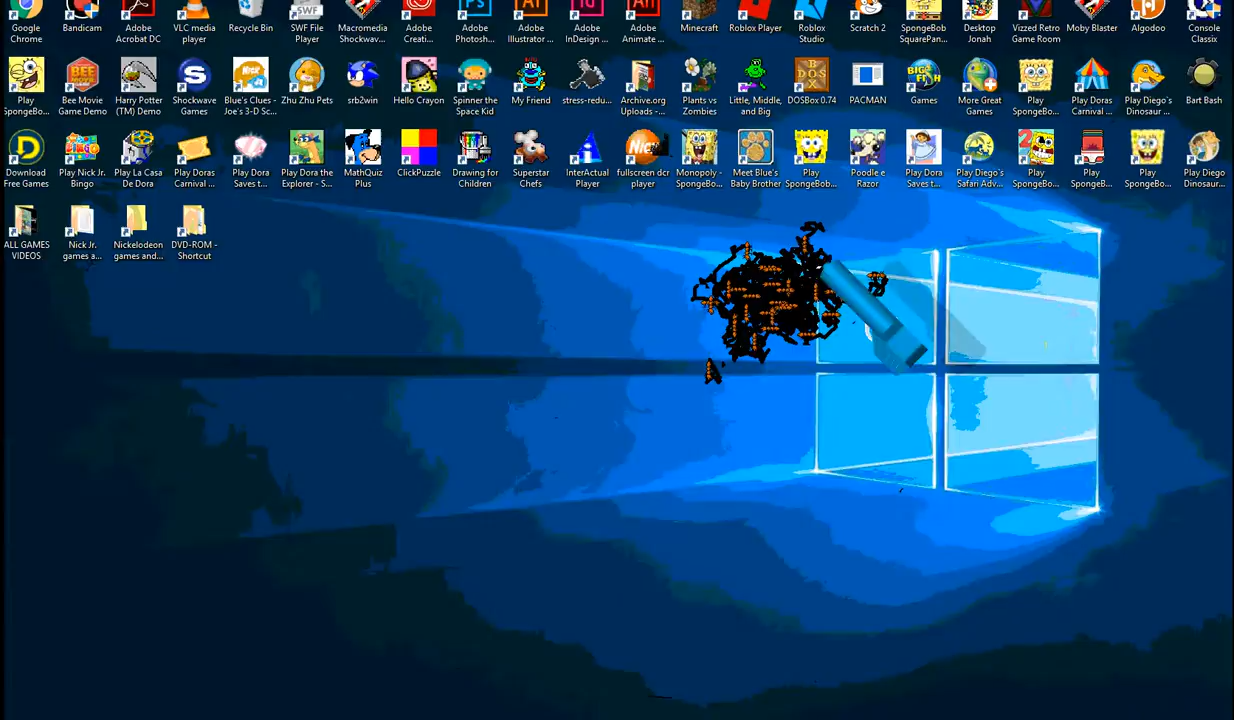 Google Chrome
Bandicam
Adobe Acrobat DC
VLC media player
Recycle Bin
SWF File Player
Macromedia Shockwav...
Adobe Creati...
Adobe Photosh...
Adobe Illustrator ...
Adobe InDesign ...
Adobe Animate ...
Minecraft
Roblox Player
Roblox Studio
Scratch 2
SpongeBob SquarePan...
Desktop Jonah
Vizzed Retro Game Room
Moby Blaster
Algodoo
Console Classix
Play SpongeBo...
Bee Movie Game Demo
Harry Potter (TM) Demo
Shockwave Games
Blue's Clues - Joe's 3-D Sc...
Zhu Zhu Pets
srb2win
Hello Crayon
Spinner the Space Kid
My Friend
stress-redu...
Archive.org Uploads -...
Plants vs Zombies
Little, Middle, and Big
DOSBox 0.74
PACMAN
Games
More Great Games
Play SpongeBo...
Play Doras Carnival ...
Play Diego's Dinosaur ...
Bart Bash
Download Free Games
Play Nick Jr. Bingo
Play La Casa De Dora
Play Doras Carnival ...
Play Dora Saves t...
Play Dora the Explorer - S...
MathQuiz Plus
ClickPuzzle
Drawing for Children
Superstar Chefs
InterActual Player
fullscreen dcr player
Monopoly - SpongeBo...
Meet Blue's Baby Brother
Play SpongeBob...
Poodle e Razor
Play Dora Saves t...
Play Diego's Safari Adv...
Play SpongeBo...
Play SpongeB...
Play SpongeBo...
Play Diego Dinosaur...
ALL GAMES VIDEOS
Nick Jr. games a...
Nickelodeon games and...
DVD-ROM - Shortcut